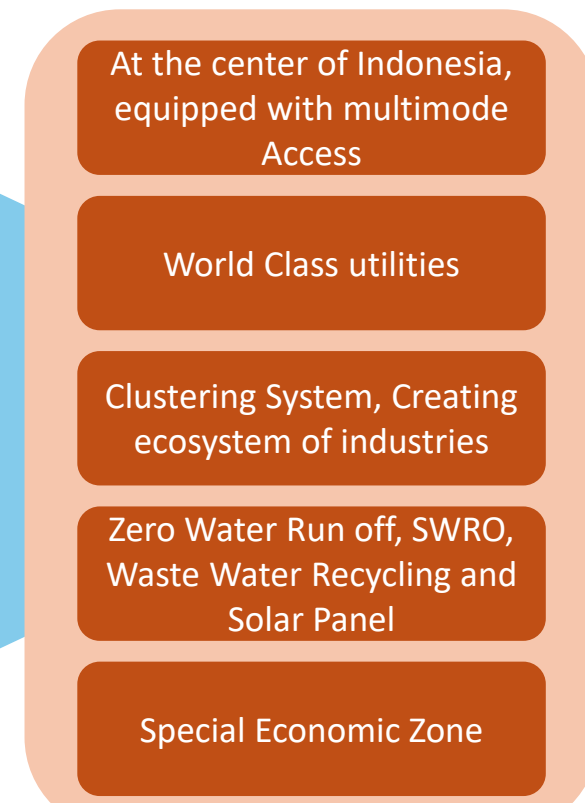 At the center of Indonesia,
equipped with multimode
Access
World Class utilities
Clustering System, Creating
ecosystem of industries
Zero Water Run off, SWRO,
Waste Water Recycling and
Solar Panel
Special Economic Zone